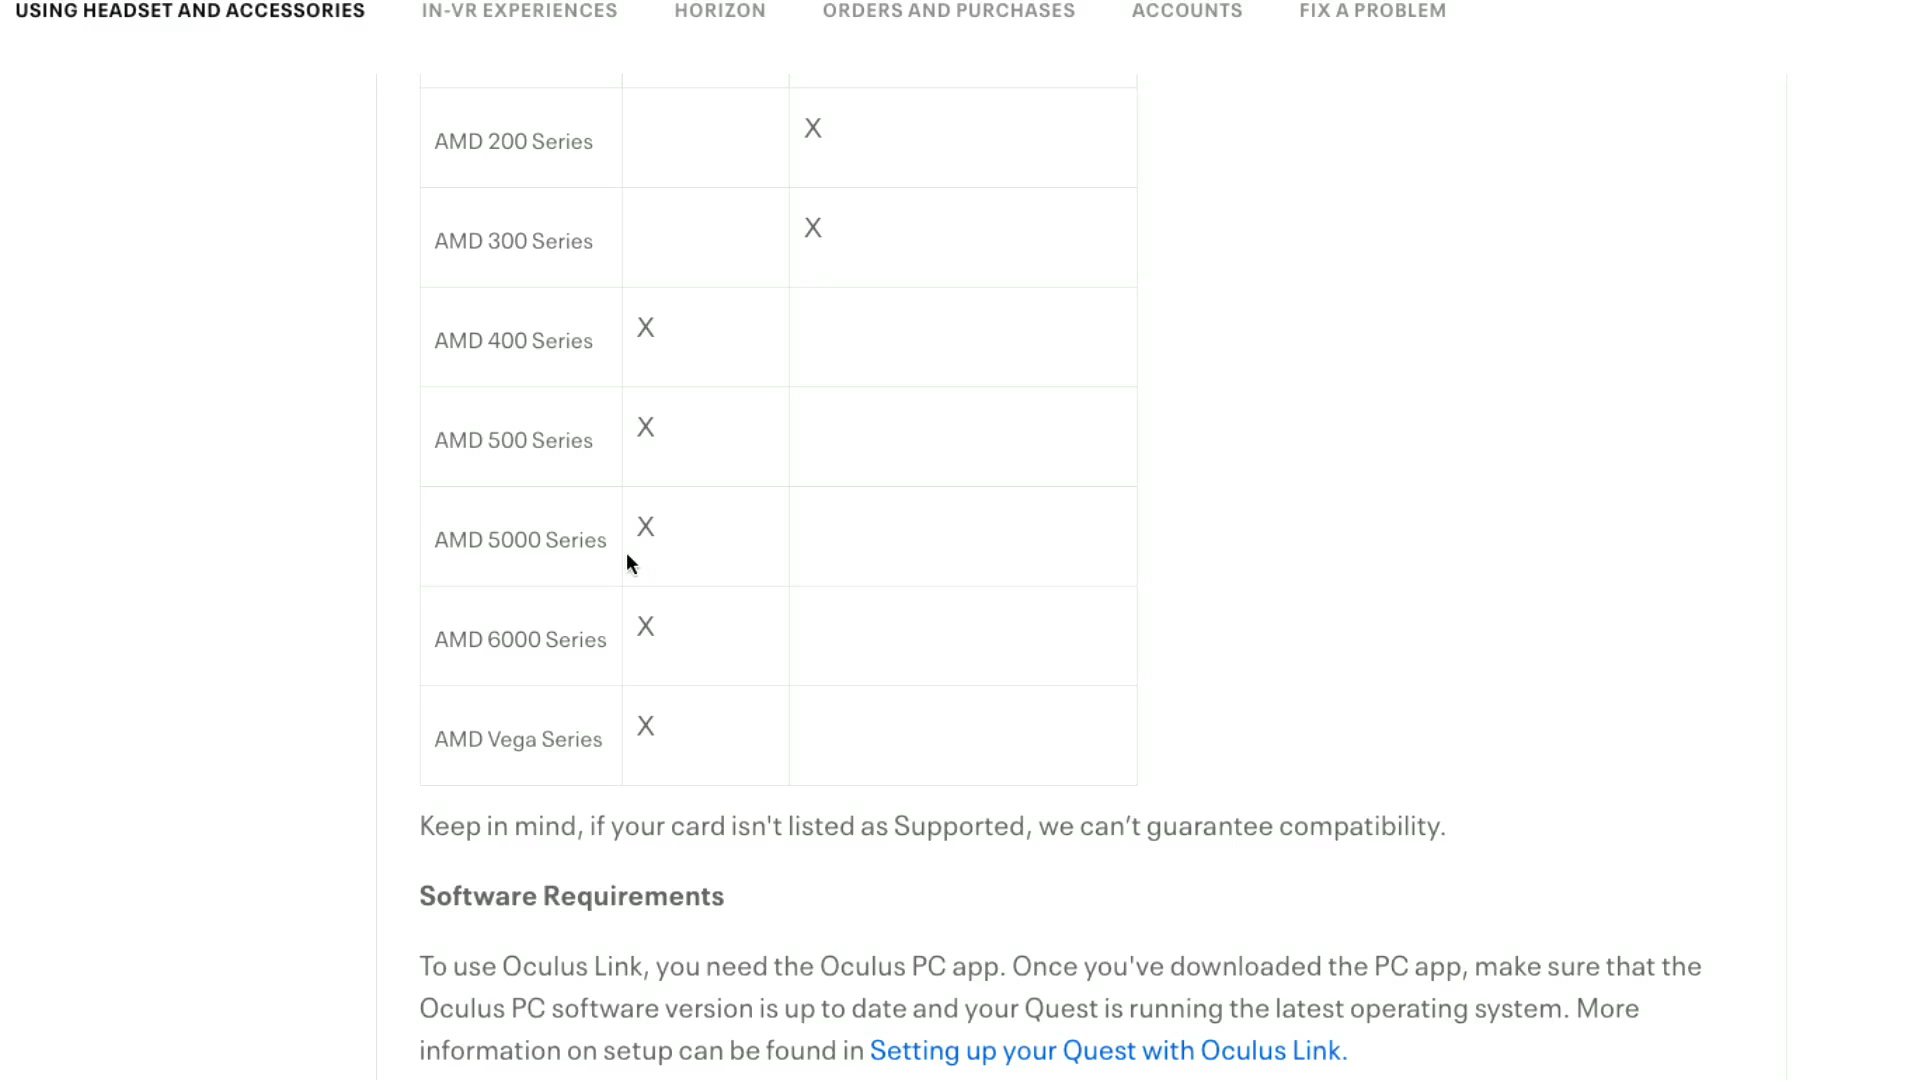 USING HEADSET AND ACCESSORIES IN-VR EXPERIENCES HORIZON ORDERS AND PURCHASES ACCOUNTS FIX A PROBLEM
AMD 200 Series X
AMD 300 Series X
AMD 400 Series X
AMD 500 Series X
AMD 5000 Series X
AMD 6000 Series X
AMD Vega Series X
Keep in mind, if your card isn't listed as Supported, we can’t guarantee compatibility.
Software Requirements
To use Oculus Link, you need the Oculus PC app. Once you've downloaded the PC app, make sure that the
Oculus PC software version is up to date and your Quest is running the latest operating system. More
information on setup can be found in Setting up your Quest with Oculus Link.